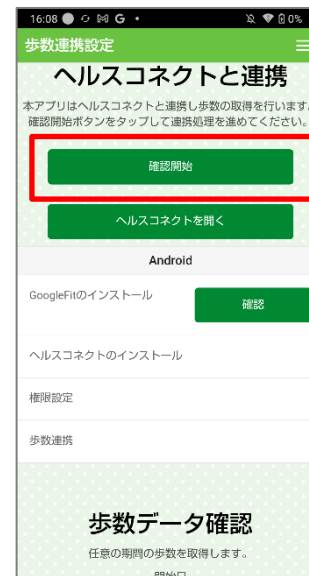 16:08 G • 0%
歩数連携設定
ヘルスコネクトと連携
本アプリはヘルスコネクトと連携し歩数の取得を行います。
確認開始ボタンをタップして連携処理を進めてください。
確認開始
ヘルスコネクトを開く
Android
GoogleFitのインストール
確認
ヘルスコネクトのインストール
権限設定
歩数連携
歩数データ確認
任意の期間の歩数を取得します。
開始日